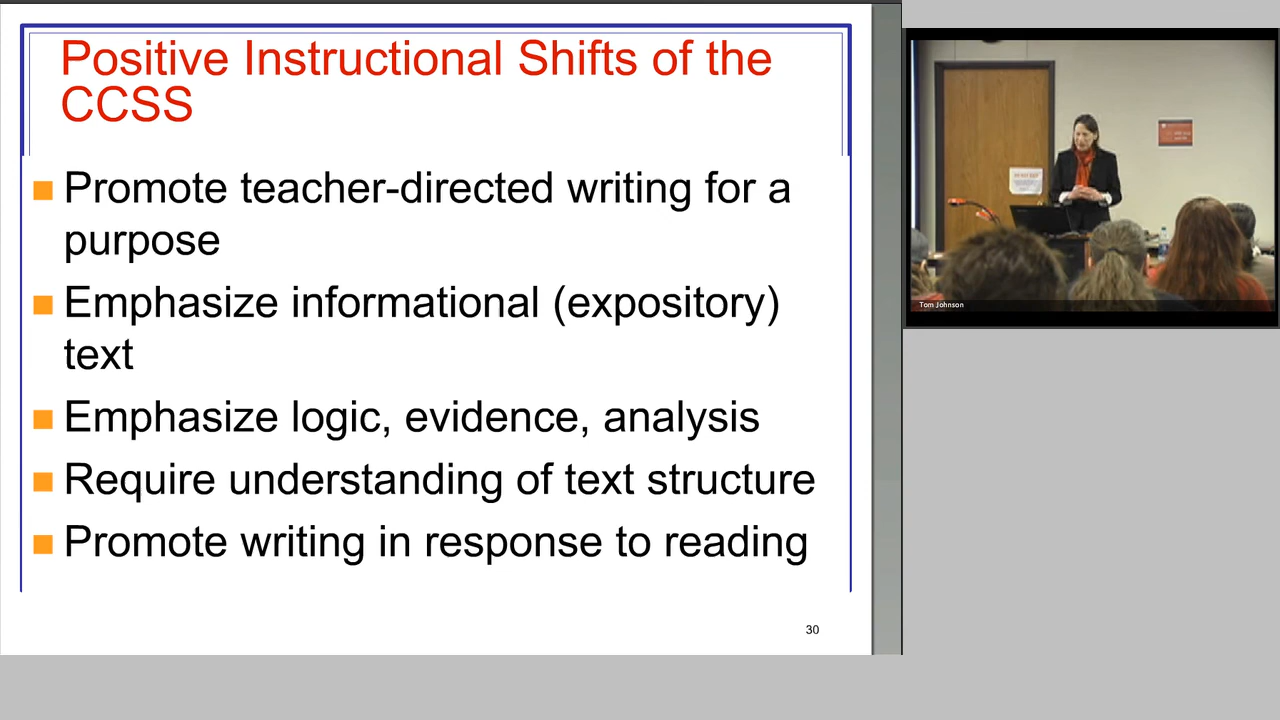 Positive Instructional Shifts of the
CCSS
Promote teacher-directed writing for a
purpose
Emphasize informational (expository)
text
Emphasize logic, evidence, analysis
Require understanding of text structure
Promote writing in response to reading
30
Tom Johnson